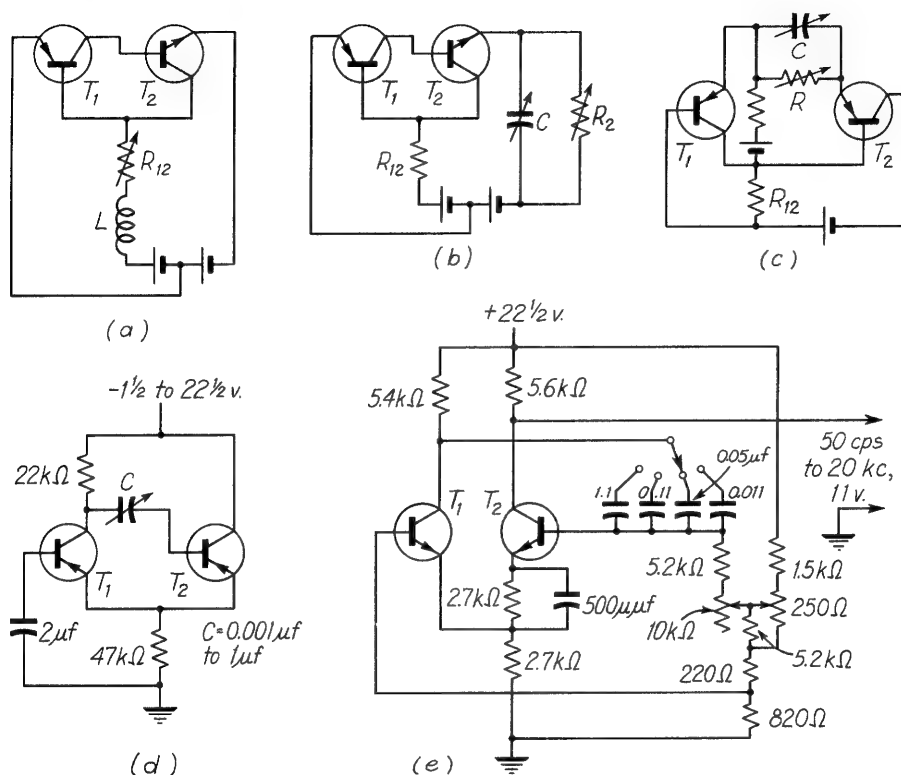 T1
T2
R12
L
(a)
T1
T2
R12
C
R2
(b)
C
R
T1
T2
R12
(c)
-1½ to 22½ v.
22kΩ
C
T1
T2
2μf
47kΩ
C=0.001μf
to 1μf
(d)
+22½ v.
5.4kΩ
5.6kΩ
50 cps
to 20 kc,
11 v.
0.05μf
1.1
0.11
0.011
T1
T2
5.2kΩ
1.5kΩ
2.7kΩ
500μμf
10kΩ
250Ω
5.2kΩ
2.7kΩ
220Ω
820Ω
(e)